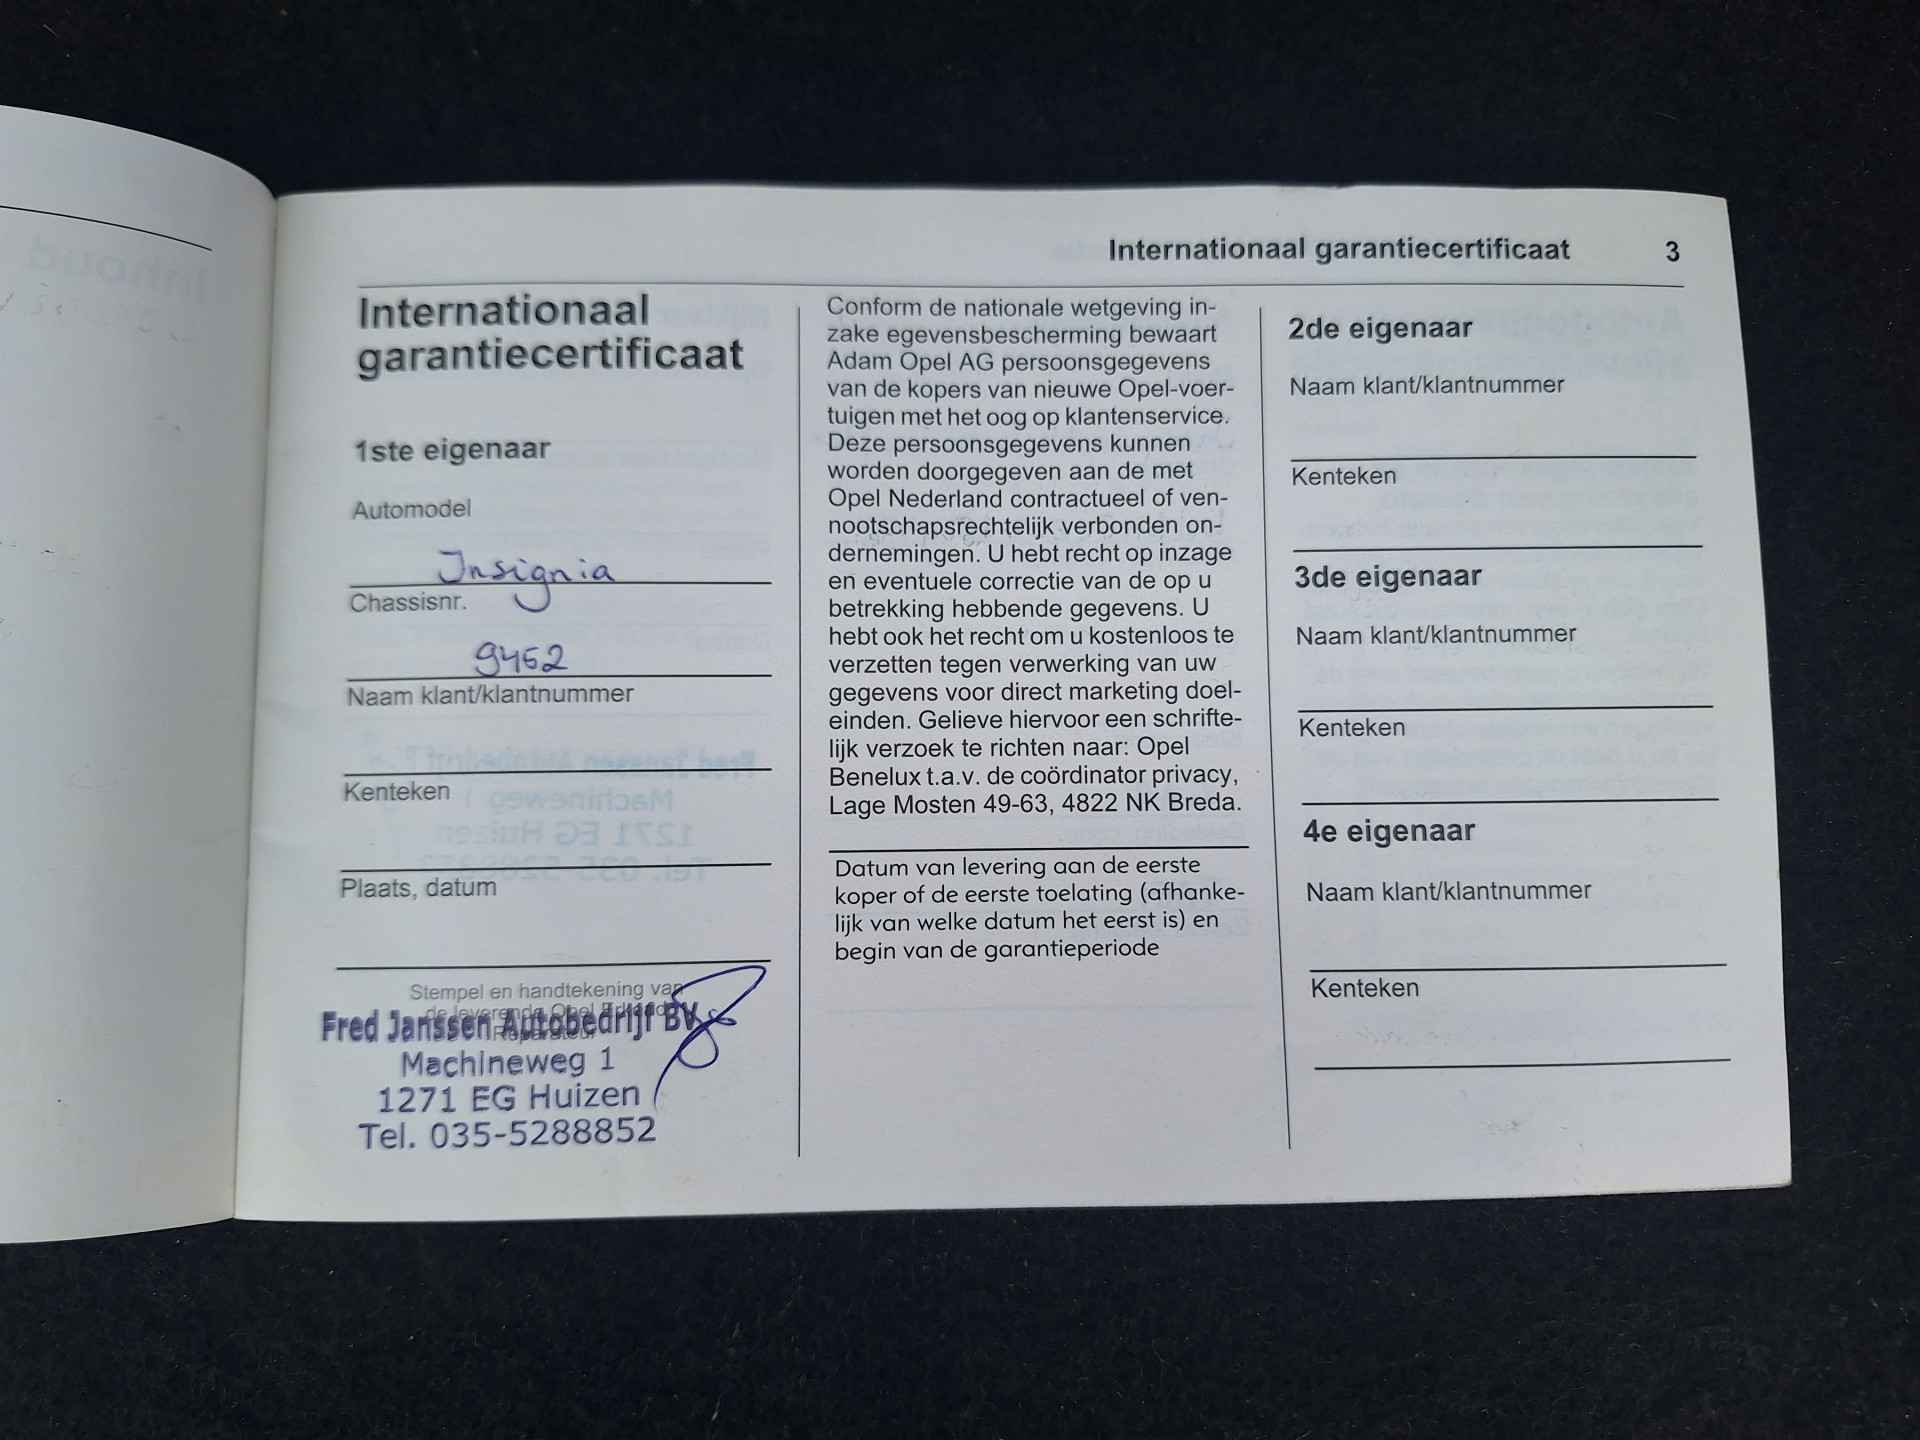 Internationaal garantiecertificaat 3
Internationaal
garantiecertificaat
1ste eigenaar
Automodel
Insignia
Chassisnr.
9452
Naam klant/klantnummer
Kenteken
Plaats, datum
Stempel en handtekening van
de leverende Opel
Reparateur
Fred Janssen Autobedrijf BV
Machineweg 1
1271 EG Huizen
Tel. 035-5288852
Conform de nationale wetgeving in-
zake egevensbescherming bewaart
Adam Opel AG persoonsgegevens
van de kopers van nieuwe Opel-voer-
tuigen met het oog op klantenservice.
Deze persoonsgegevens kunnen
worden doorgegeven aan de met
Opel Nederland contractueel of ven-
nootschapsrechtelijk verbonden on-
dernemingen. U hebt recht op inzage
en eventuele correctie van de op u
betrekking hebbende gegevens. U
hebt ook het recht om u kostenloos te
verzetten tegen verwerking van uw
gegevens voor direct marketing doel-
einden. Gelieve hiervoor een schrifte-
lijk verzoek te richten naar: Opel
Benelux t.a.v. de coördinator privacy,
Lage Mosten 49-63, 4822 NK Breda.
Datum van levering aan de eerste
koper of de eerste toelating (afhanke-
lijk van welke datum het eerst is) en
begin van de garantieperiode
2de eigenaar
Naam klant/klantnummer
Kenteken
3de eigenaar
Naam klant/klantnummer
Kenteken
4e eigenaar
Naam klant/klantnummer
Kenteken